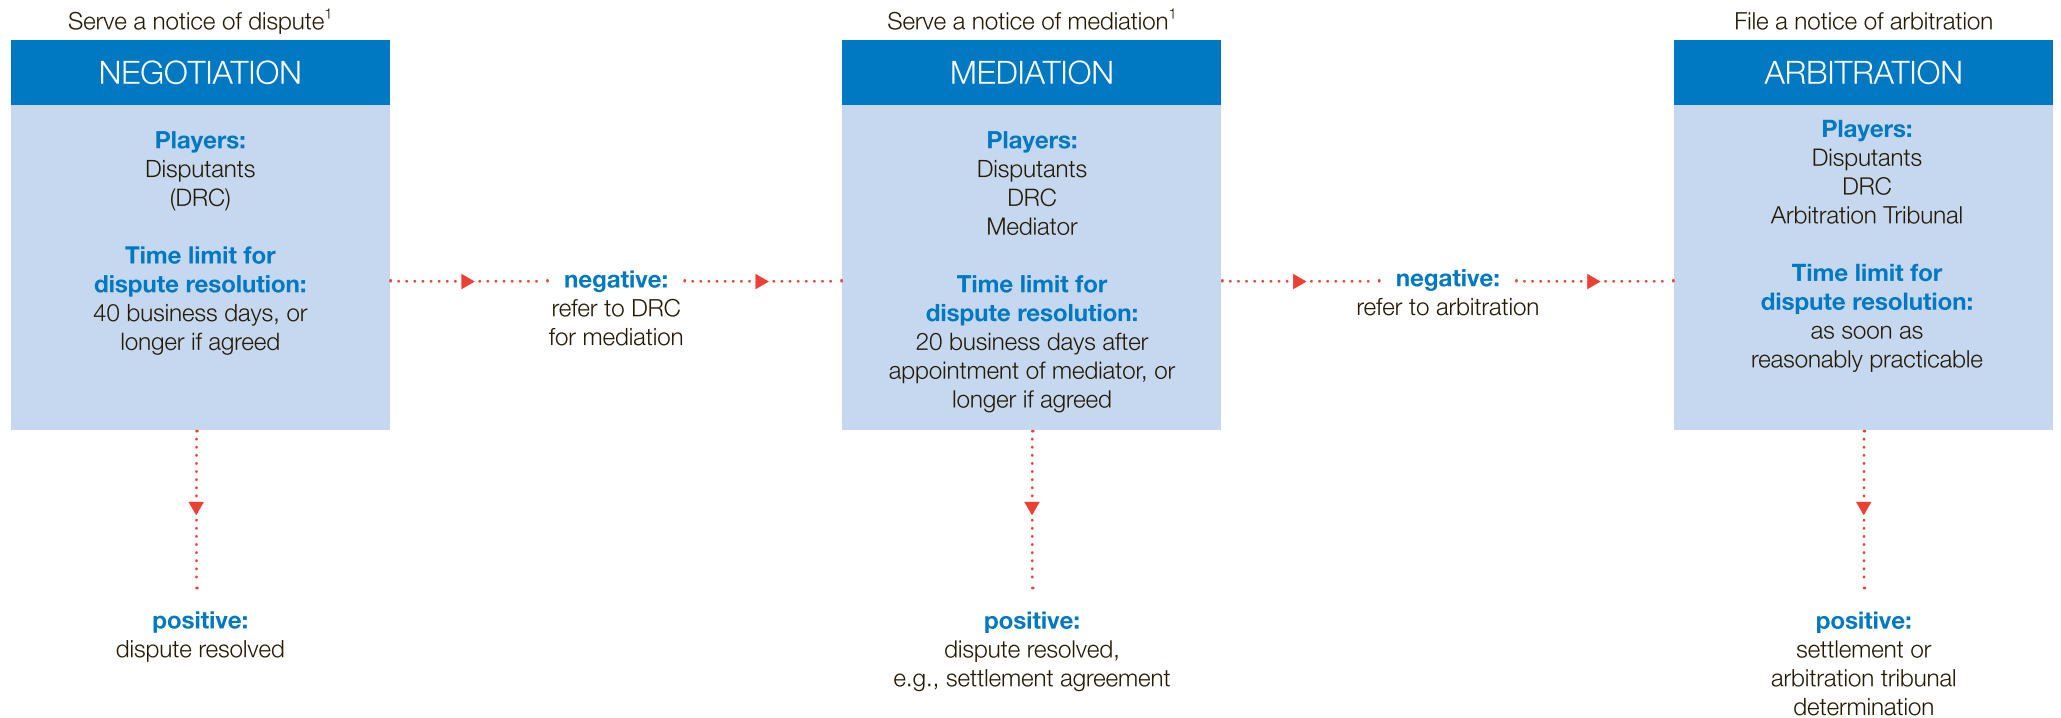 Serve a notice of dispute1
NEGOTIATION
Players:
Disputants
(DRC)
Time limit for
dispute resolution:
40 business days, or
longer if agreed
positive:
dispute resolved
negative:
refer to DRC
for mediation
Serve a notice of mediation1
MEDIATION
Players:
Disputants
DRC
Mediator
Time limit for
dispute resolution:
20 business days after
appointment of mediator, or
longer if agreed
positive:
dispute resolved,
e.g., settlement agreement
negative:
refer to arbitration
File a notice of arbitration
ARBITRATION
Players:
Disputants
DRC
Arbitration Tribunal
Time limit for
dispute resolution:
as soon as
reasonably practicable
positive:
settlement or
arbitration tribunal
determination